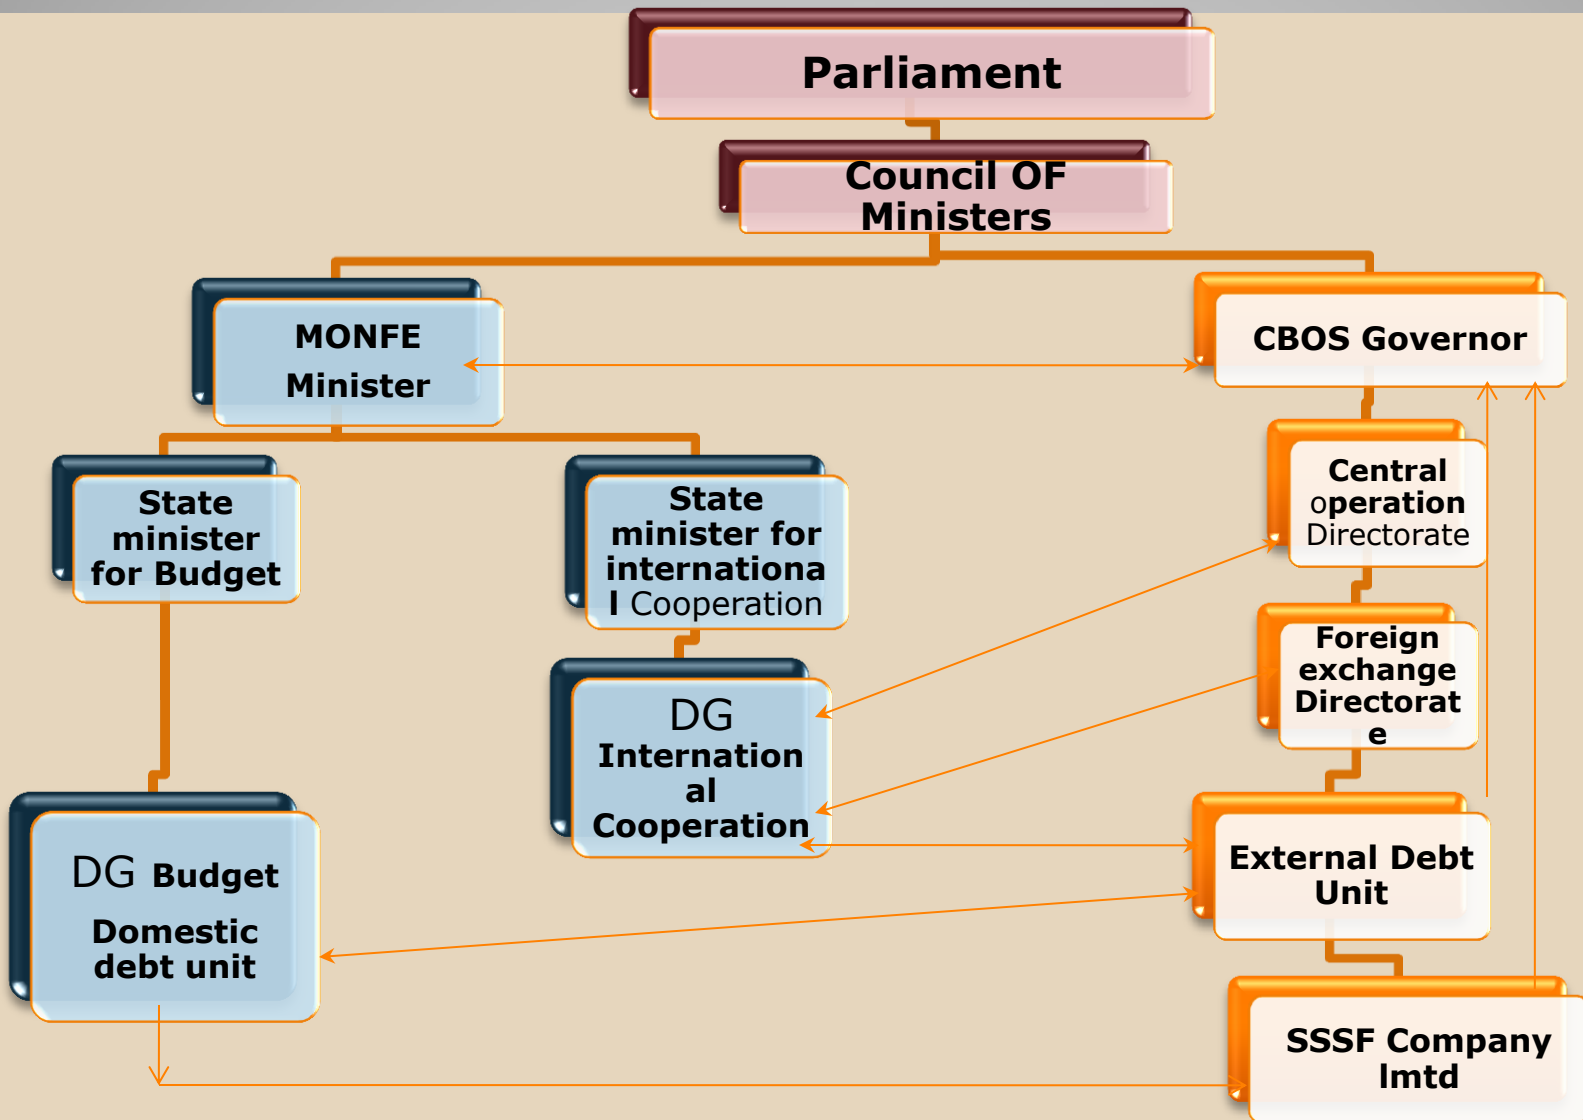 Parliament
Council OF
Ministers
MONFE
Minister
CBOS Governor
State
minister
for Budget
State
minister for
internationa
l Cooperation
Central
operation
Directorate
DG
Internation
al
Cooperation
Foreign
exchange
Directorat
e
DG Budget
Domestic
debt unit
External Debt
Unit
SSSF Company
lmtd